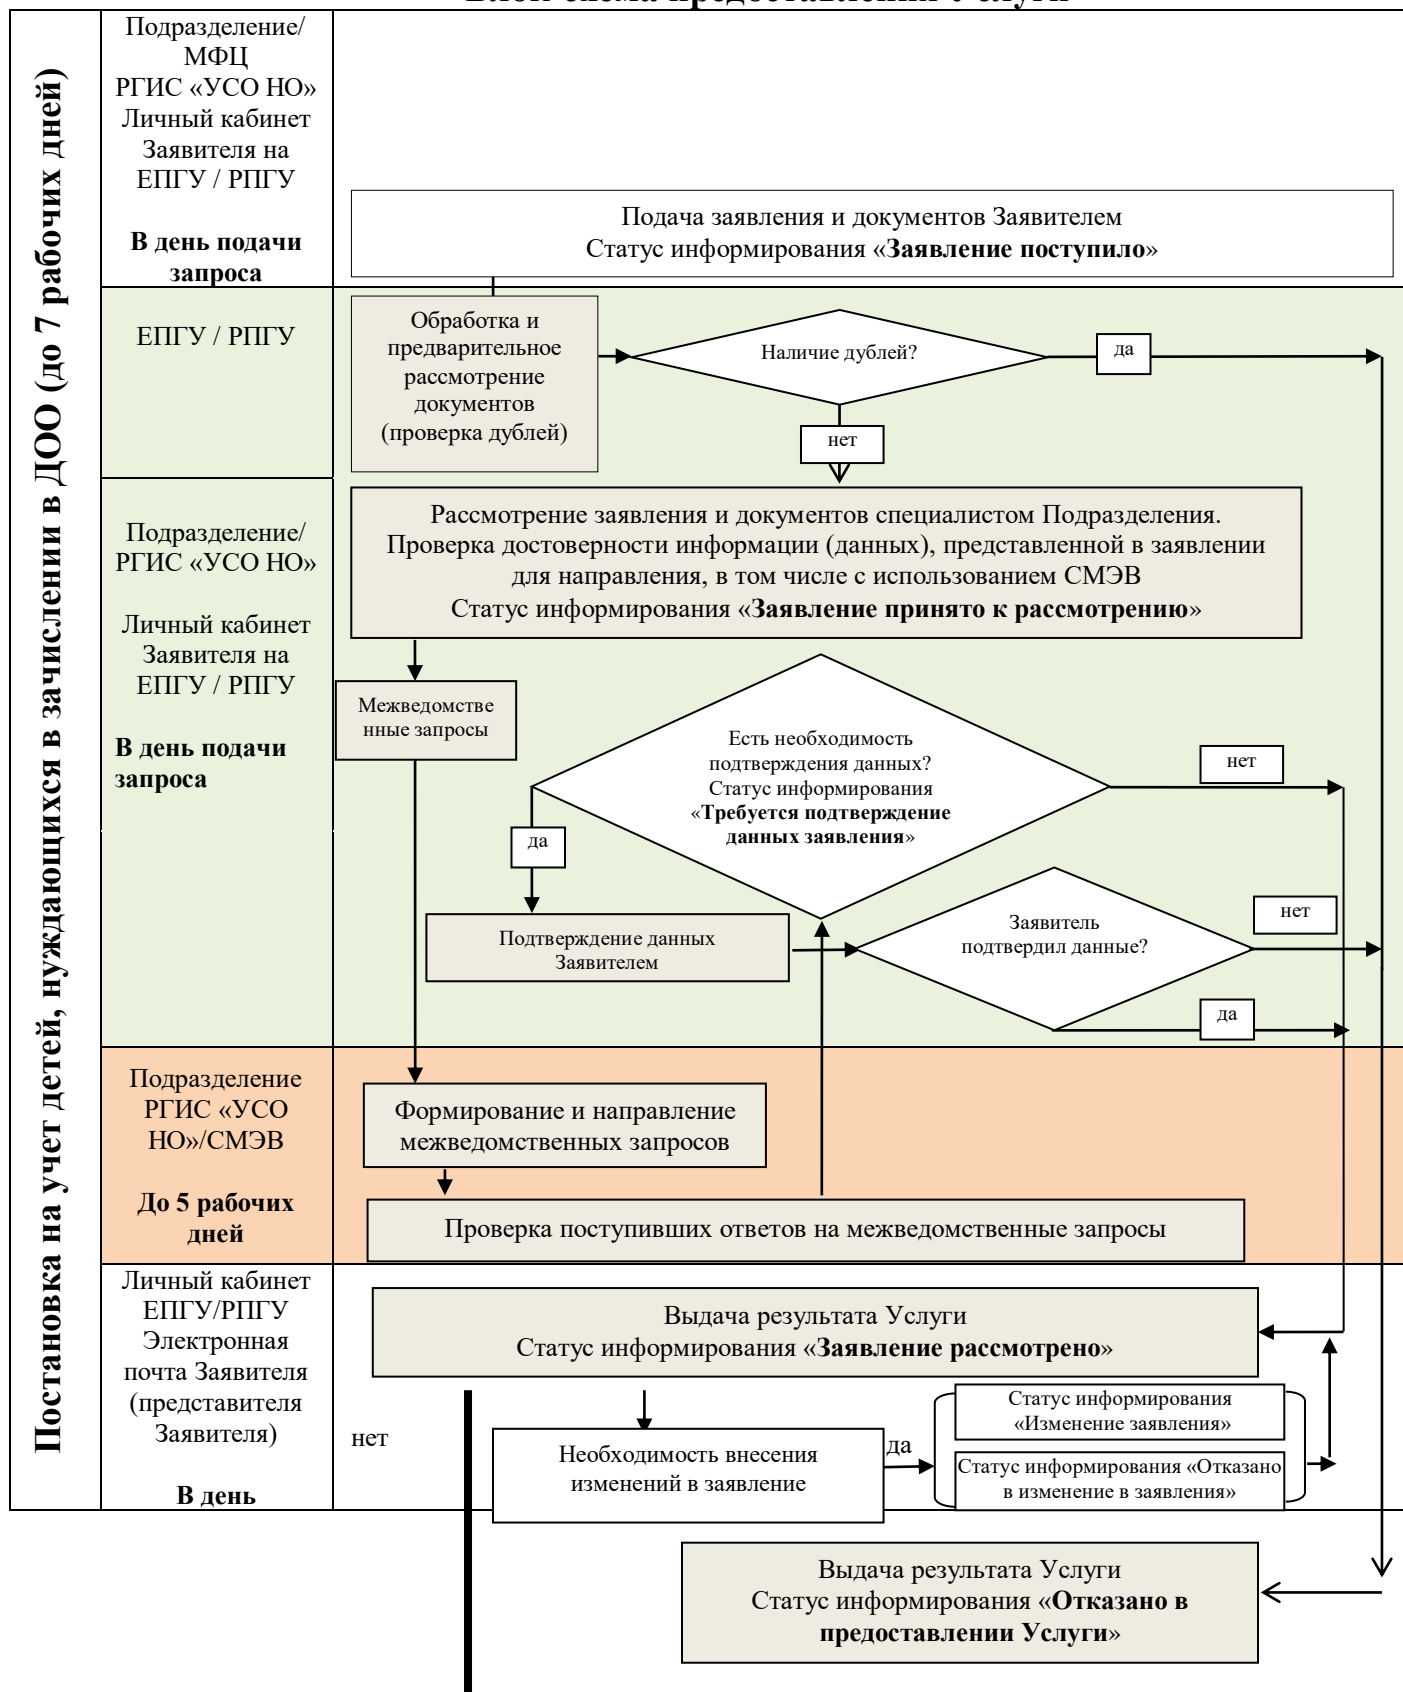 Блок-схема предоставления Услуги
Постановка на учет детей, нуждающихся в зачислении в ДОО (до 7 рабочих дней)
Подразделение/
МФЦ
РГИС «УСО НО»
Личный кабинет
Заявителя на
ЕПГУ / РПГУ
В день подачи
запроса
Подача заявления и документов Заявителем
Статус информирования «Заявление поступило»
ЕПГУ / РПГУ
Обработка и
предварительное
рассмотрение
документов
(проверка дублей)
Наличие дублей?
да
нет
Подразделение/
РГИС «УСО НО»
Личный кабинет
Заявителя на
ЕПГУ / РПГУ
В день подачи
запроса
Рассмотрение заявления и документов специалистом Подразделения.
Проверка достоверности информации (данных), представленной в заявлении
для направления, в том числе с использованием СМЭВ
Статус информирования «Заявление принято к рассмотрению»
Межведомстве
нные запросы
Есть необходимость
подтверждения данных?
Статус информирования
«Требуется подтверждение
данных заявления»
нет
да
Подтверждение данных
Заявителем
Заявитель
подтвердил данные?
нет
да
Подразделение
РГИС «УСО
НО»/СМЭВ
До 5 рабочих
дней
Формирование и направление
межведомственных запросов
Проверка поступивших ответов на межведомственные запросы
Личный кабинет
ЕПГУ/РПГУ
Электронная
почта Заявителя
(представителя
Заявителя)
В день
Выдача результата Услуги
Статус информирования «Заявление рассмотрено»
нет
Необходимость внесения
изменений в заявление
да
Статус информирования
«Изменение заявления»
Статус информирования «Отказано
в изменение в заявления»
Выдача результата Услуги
Статус информирования «Отказано в
предоставлении Услуги»